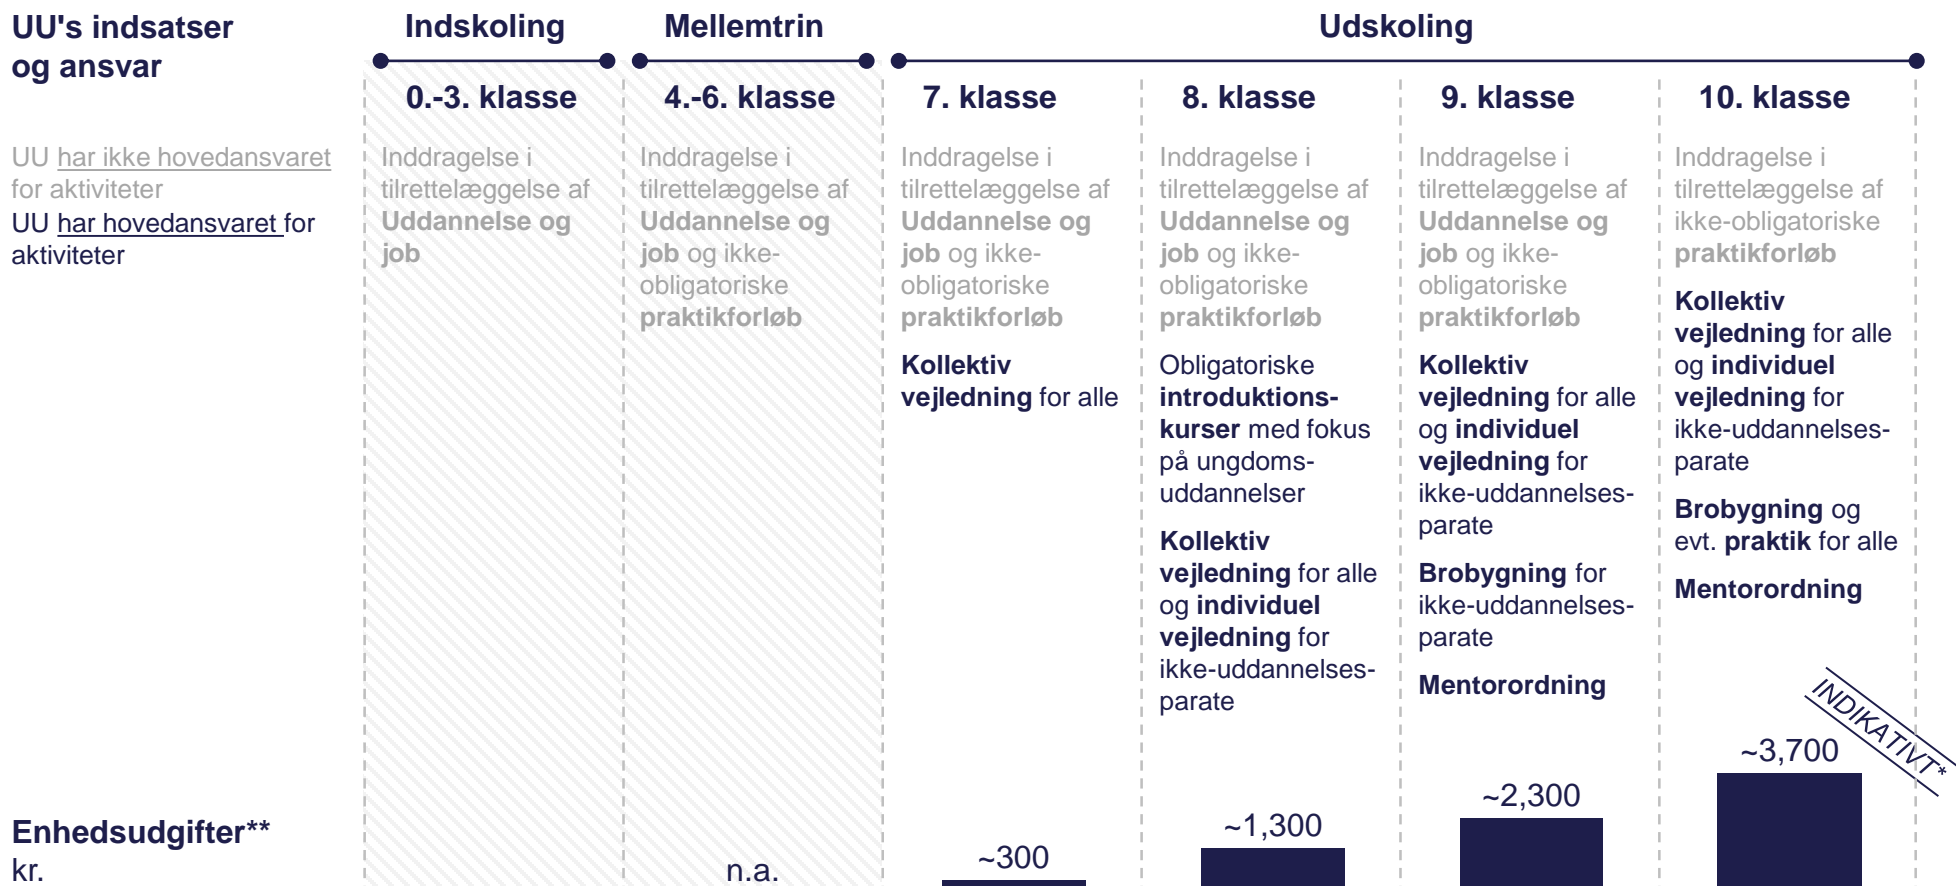 UU's indsatser
og ansvar
UU har ikke hovedansvaret
for aktiviteter
UU har hovedansvaret for
aktiviteter
Indskoling
0.-3. klasse
Inddragelse i
tilrettelæggelse af
Uddannelse og
job
Mellemtrin
4.-6. klasse
Inddragelse i
tilrettelæggelse af
Uddannelse og
job og ikke-
obligatoriske
praktikforløb
Udskoling
7. klasse
Inddragelse i
tilrettelæggelse af
Uddannelse og
job og ikke-
obligatoriske
praktikforløb
Kollektiv
vejledning for alle
8. klasse
Inddragelse i
tilrettelæggelse af
Uddannelse og
job og ikke-
obligatoriske
praktikforløb
Obligatoriske
introduktions-
kurser med fokus
på ungdoms-
uddannelser
Kollektiv
vejledning for alle
og individuel
vejledning for
ikke-uddannelses-
parate
9. klasse
Inddragelse i
tilrettelæggelse af
Uddannelse og
job og ikke-
obligatoriske
praktikforløb
Kollektiv
vejledning for alle
og individuel
vejledning for
ikke-uddannelses-
parate
Brobygning for
ikke-uddannelses-
parate
Mentorordning
10. klasse
Inddragelse i
tilrettelæggelse af
ikke-obligatoriske
praktikforløb
Kollektiv
vejledning for alle
og individuel
vejledning for
ikke-uddannelses-
parate
Brobygning og
evt. praktik for alle
Mentorordning
INDIKATIVT*
Enhedsudgifter**
kr.
n.a.
~300
~1,300
~2,300
~3,700